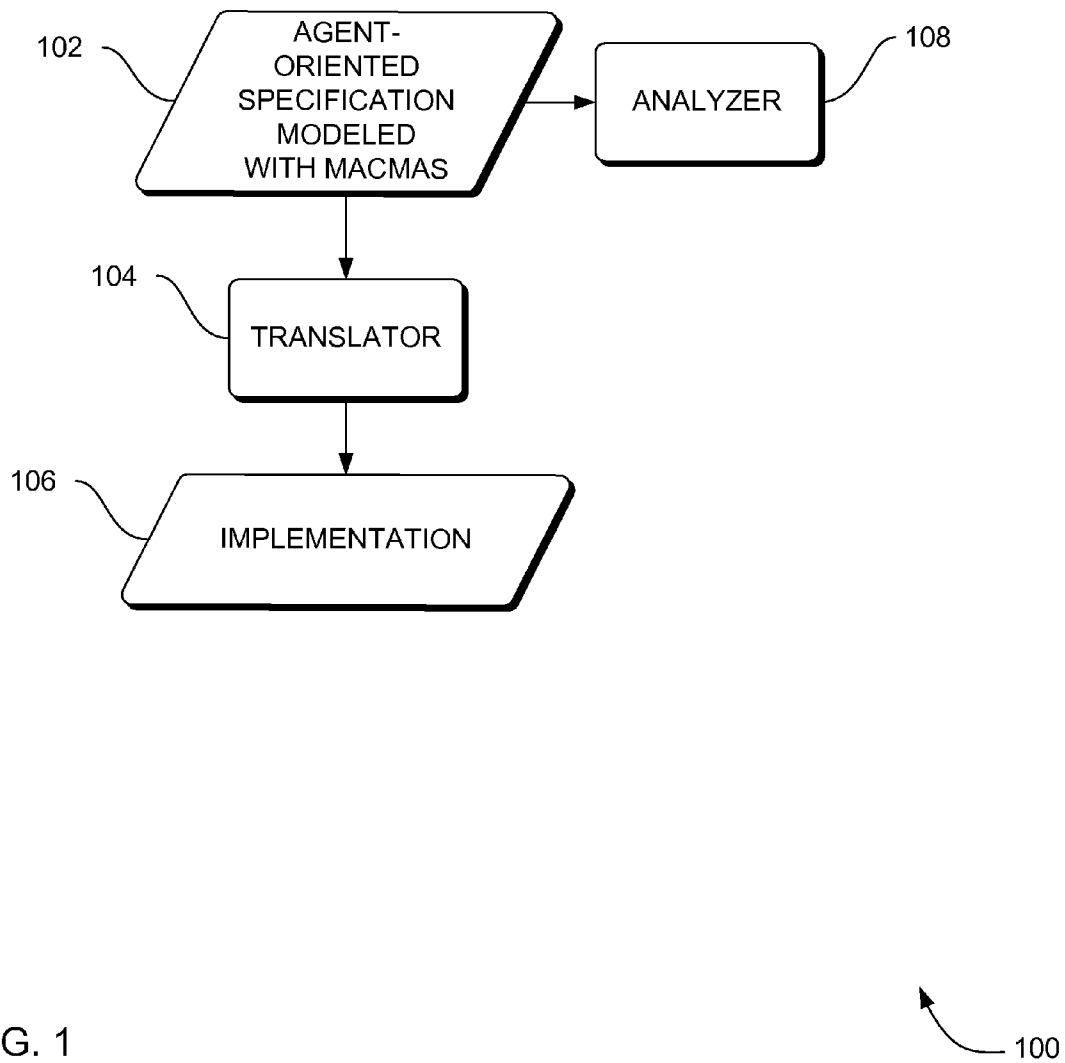 102
AGENT-
ORIENTED
SPECIFICATION
MODELED
WITH MACMAS
108
ANALYZER
104
TRANSLATOR
106
IMPLEMENTATION
G. 1
100